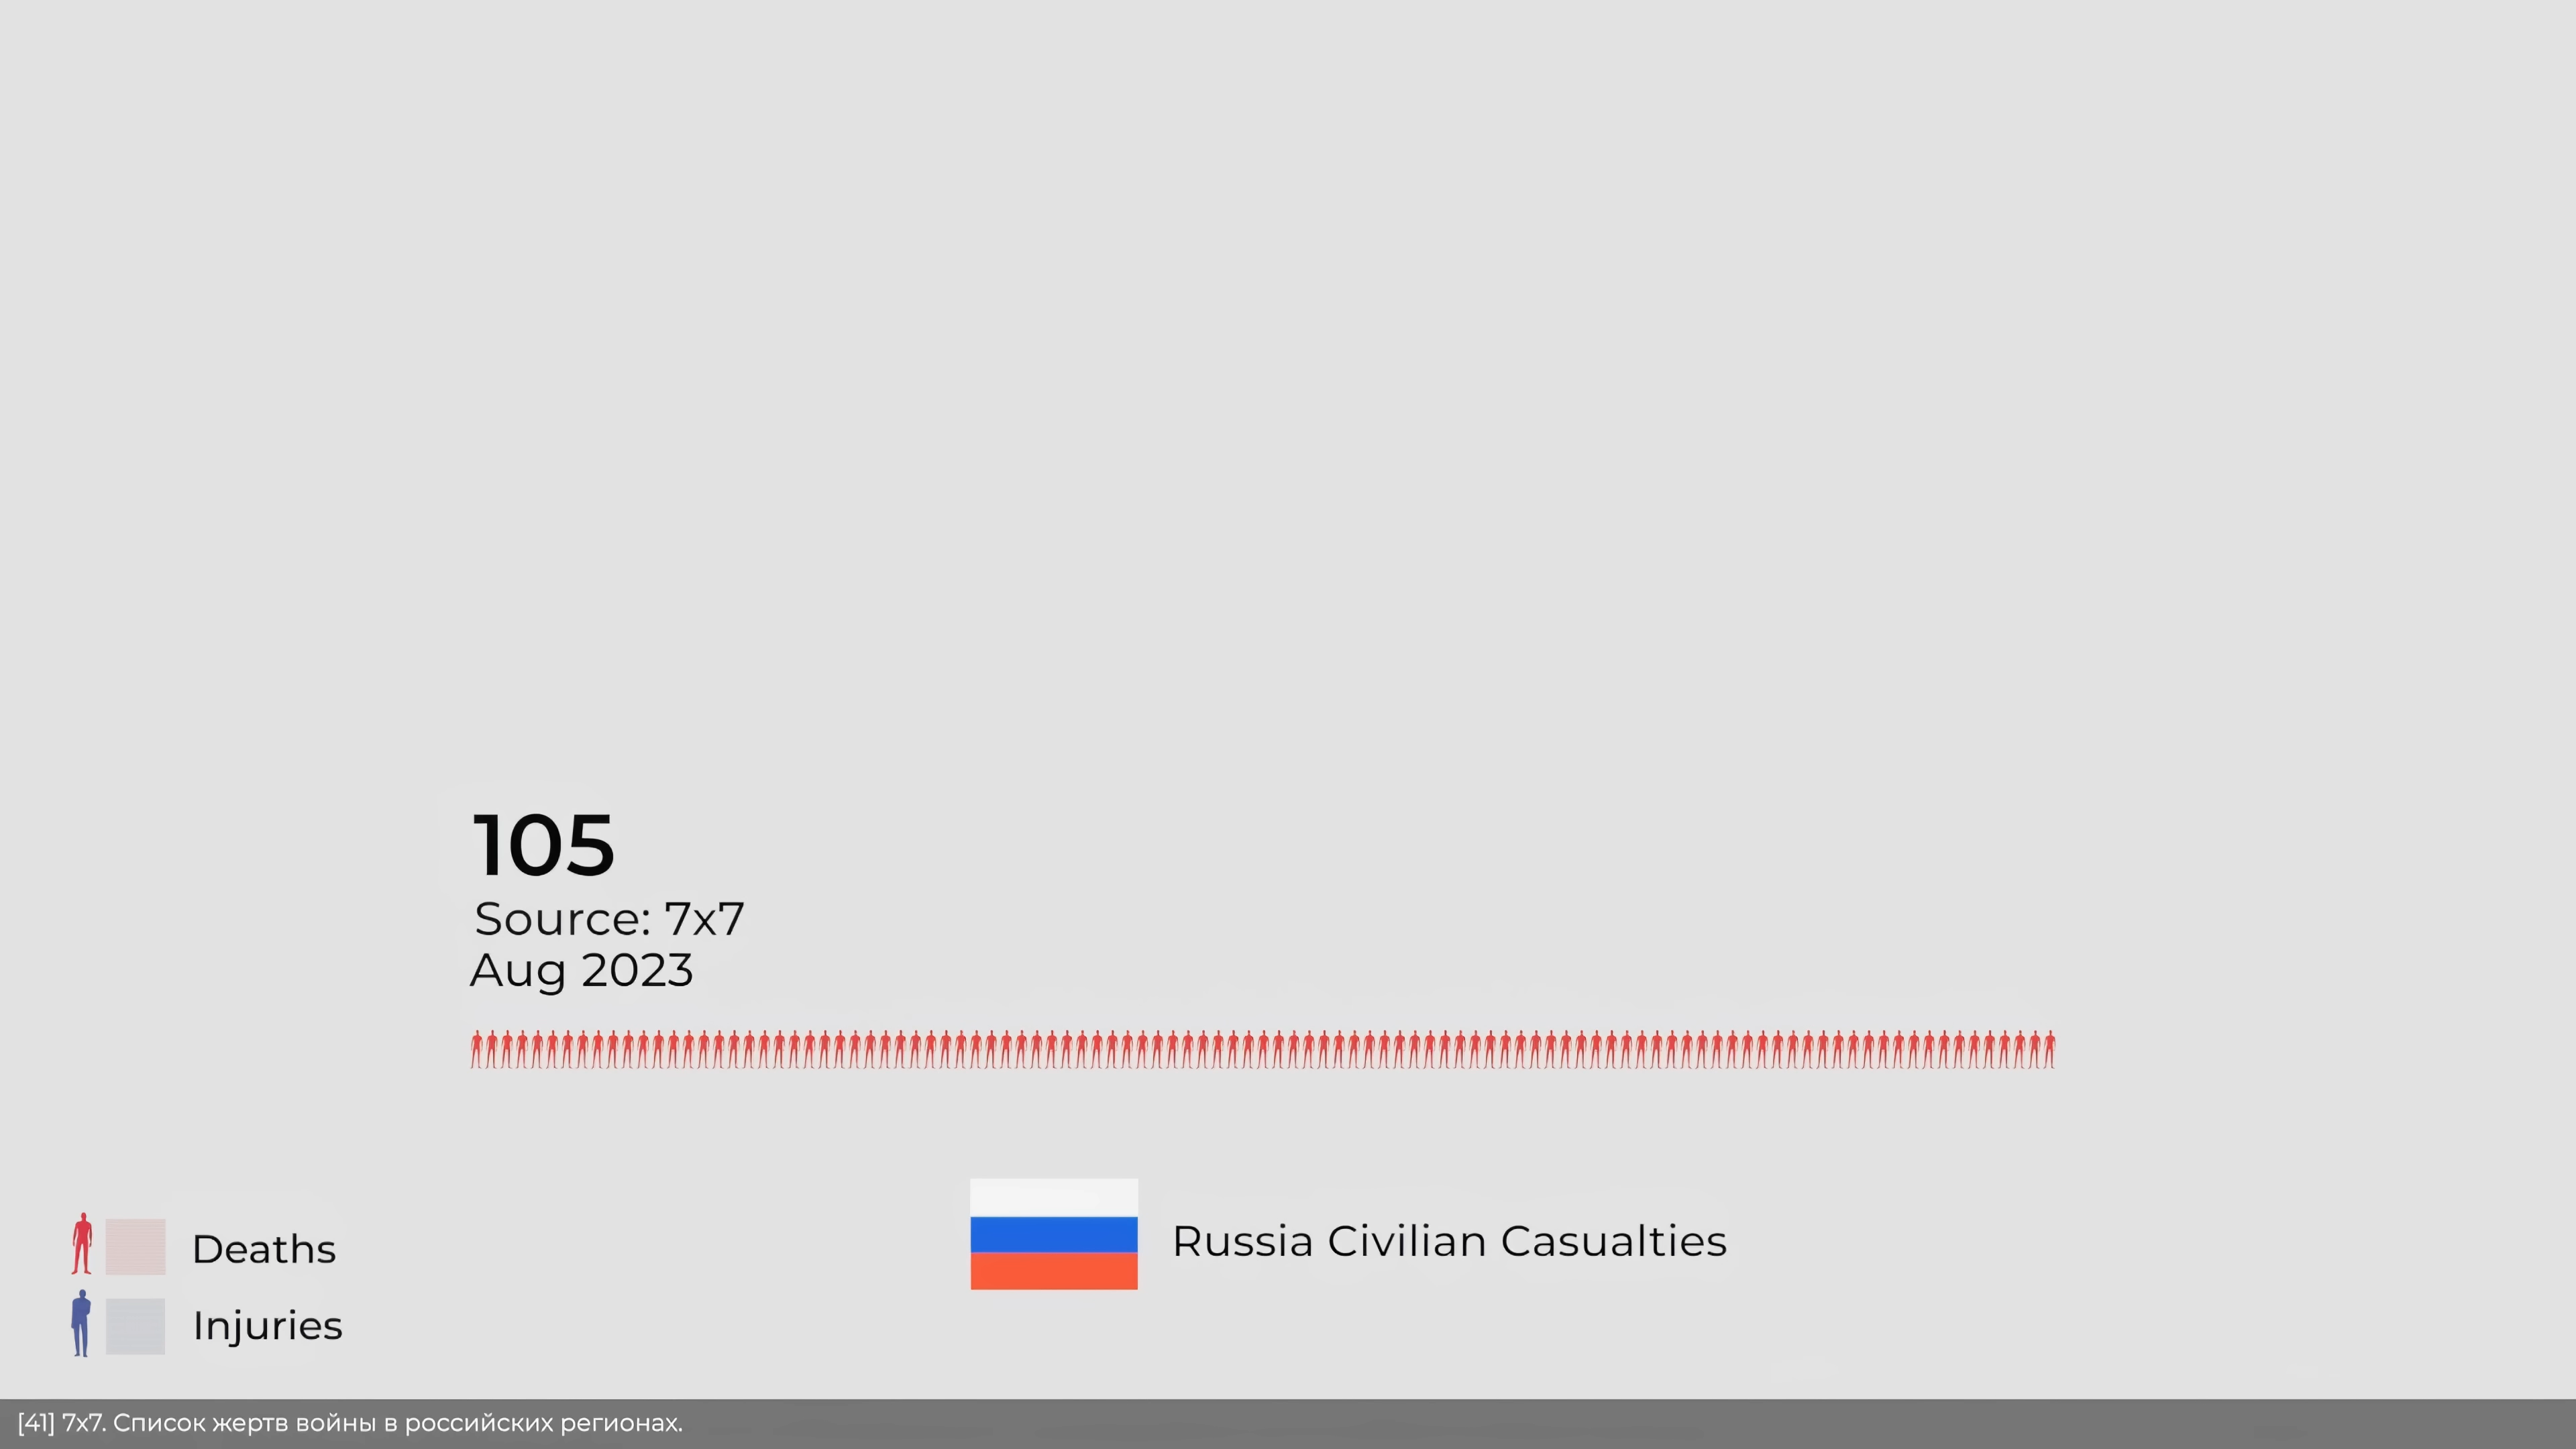 105
Source: 7x7
Aug 2023
Deaths
Injuries
Russia Civilian Casualties
[41] 7x7. Список жертв войны в российских регионах.